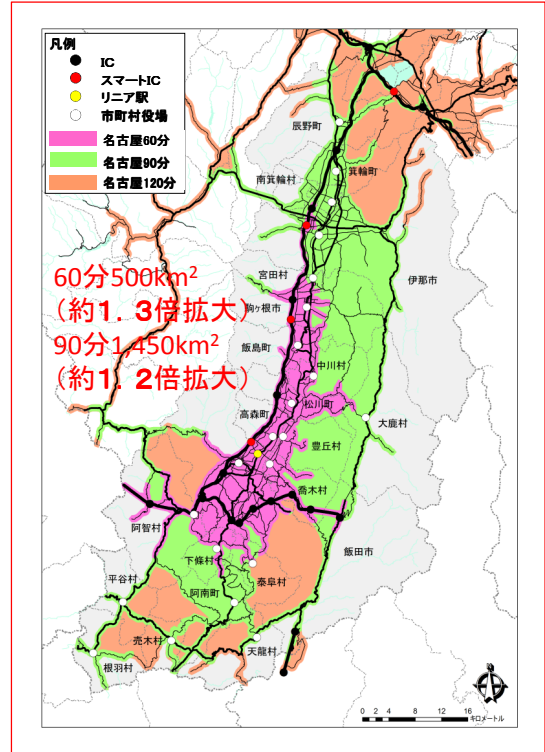 凡例
IC
スマートIC
リニア駅
市町村役場
名古屋60分
名古屋90分
名古屋120分
辰野町
箕輪町
南箕輪村
伊那市
宮田村
60分500km²
(約1．3倍拡大)
駒ヶ根市
90分1,450km²
(約1．2倍拡大)
飯島町
中川村
松川町
高森町
大鹿村
豊丘村
喬木村
阿智村
飯田市
下條村
平谷村
泰阜村
阿南町
売木村
天龍村
根羽村
0 2 4 8 12 16
キロメートル